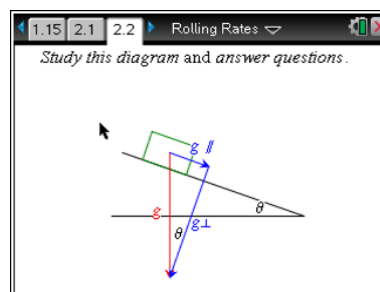 1.15 2.1 2.2 Rolling Rates
Study this diagram and answer questions.
g //
θ
g
g⊥
θ